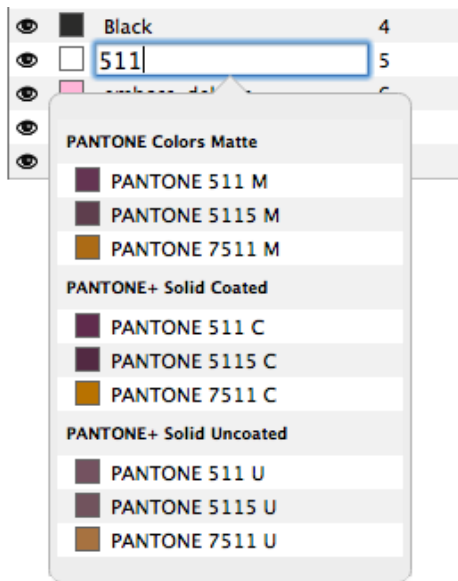 Black 4
511 5
PANTONE Colors Matte
PANTONE 511 M
PANTONE 5115 M
PANTONE 7511 M
PANTONE+ Solid Coated
PANTONE 511 C
PANTONE 5115 C
PANTONE 7511 C
PANTONE+ Solid Uncoated
PANTONE 511 U
PANTONE 5115 U
PANTONE 7511 U